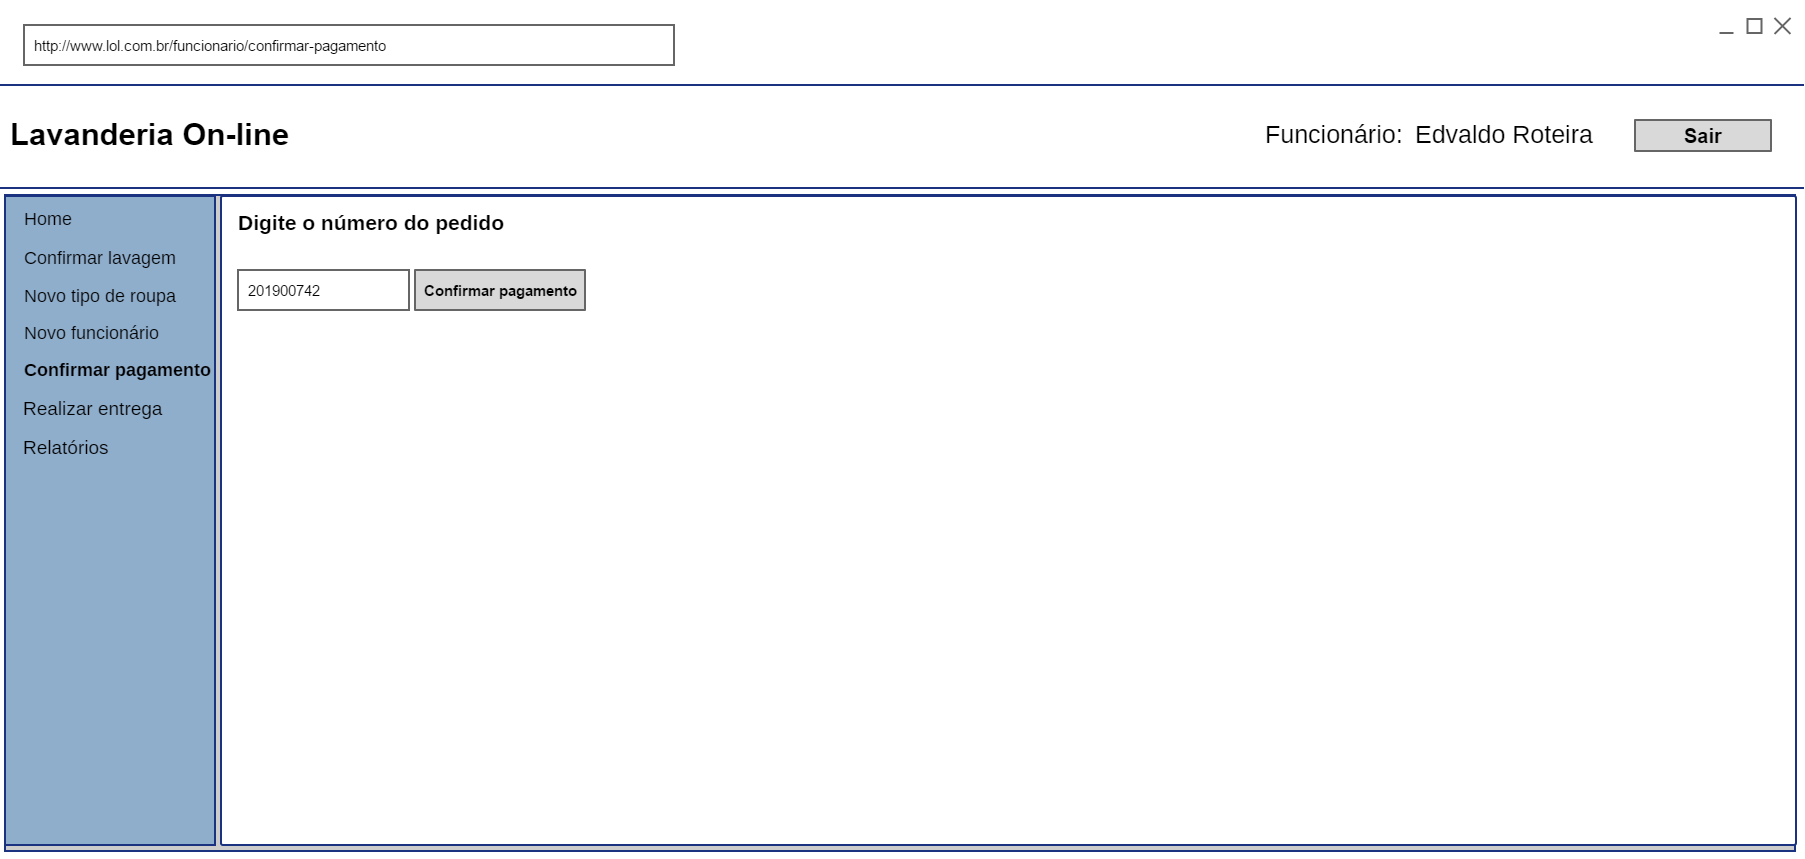 http://www.lol.com.br/funcionario/confirmar-pagamento
Lavanderia On-line
Funcionário: Edvaldo Roteira
Sair
Home
Confirmar lavagem
Novo tipo de roupa
Novo funcionário
Confirmar pagamento
Realizar entrega
Relatórios
Digite o número do pedido
201900742
Confirmar pagamento